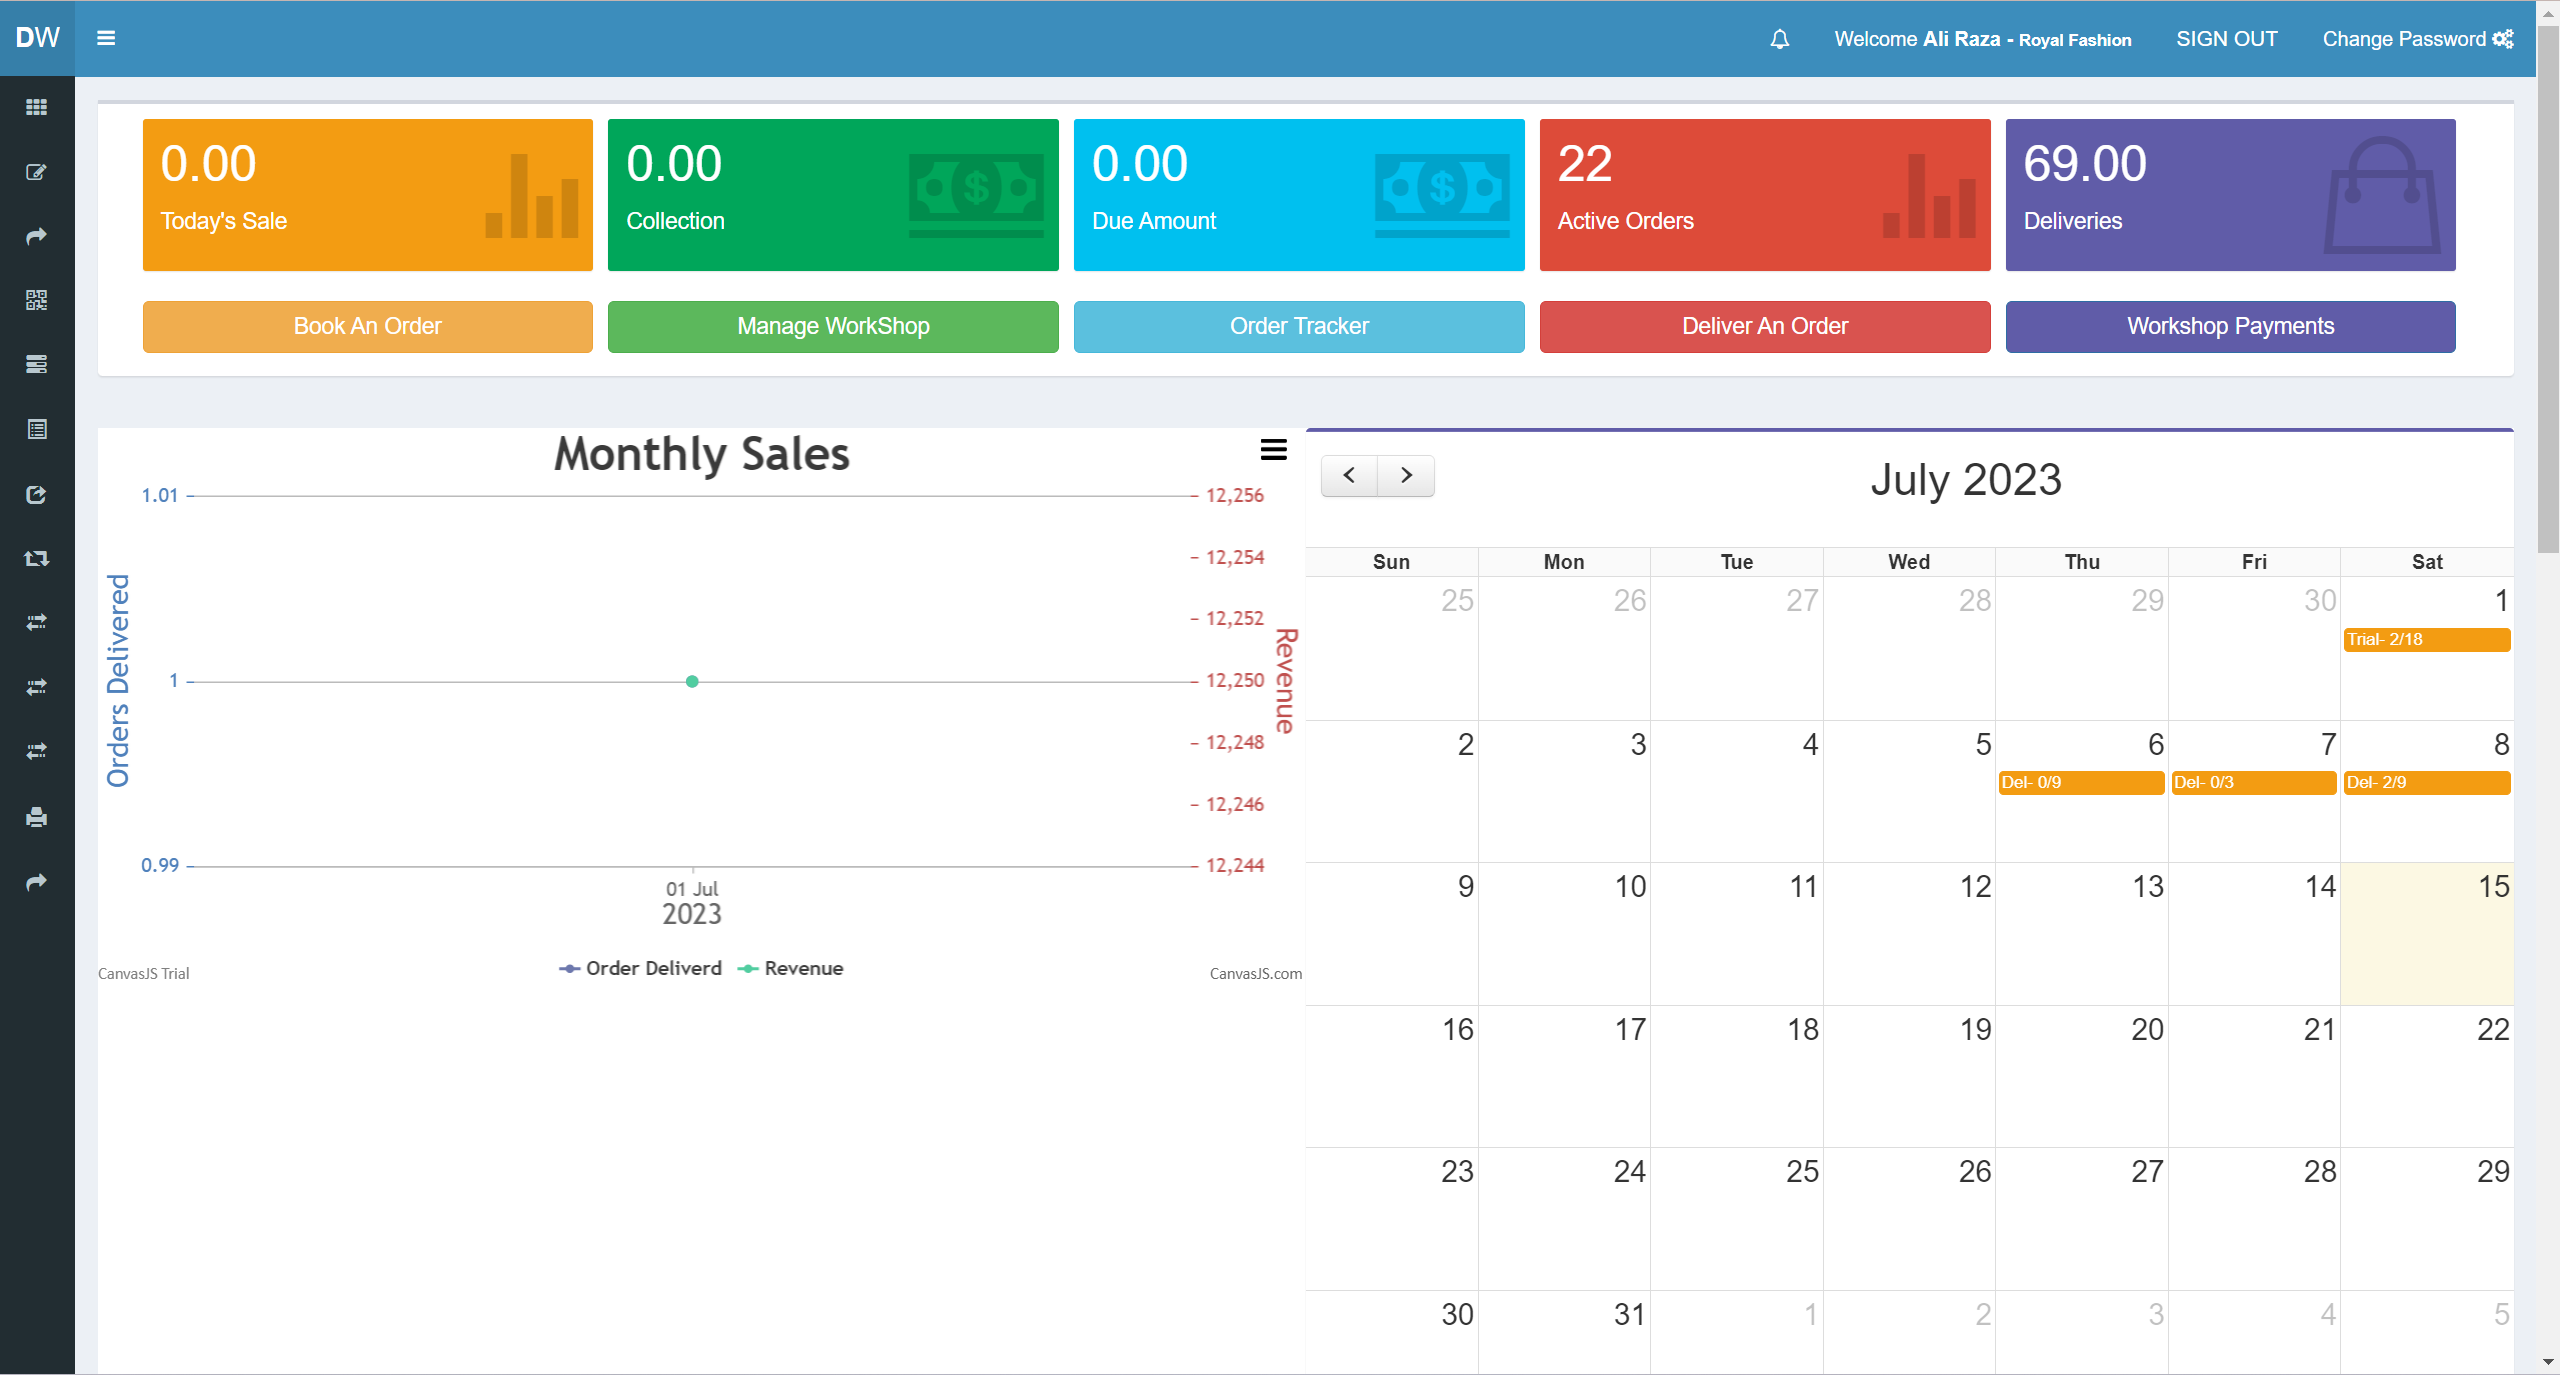 DW
Welcome Ali Raza - Royal Fashion
SIGN OUT
Change Password
0.00
Today's Sale
0.00
Collection
0.00
Due Amount
22
Active Orders
69.00
Deliveries
Book An Order
Manage WorkShop
Order Tracker
Deliver An Order
Workshop Payments
Monthly Sales
1.01
1
0.99
Orders Delivered
12,256
12,254
12,252
12,250
12,248
12,246
12,244
Revenue
01 Jul
2023
Order Deliverd
Revenue
CanvasJS Trial
CanvasJS.com
July 2023
Sun Mon Tue Wed Thu Fri Sat
25 26 27 28 29 30 1
Trial- 2/18
2 3 4 5 6 7 8
Del- 0/9 Del- 0/3 Del- 2/9
9 10 11 12 13 14 15
16 17 18 19 20 21 22
23 24 25 26 27 28 29
30 31 1 2 3 4 5